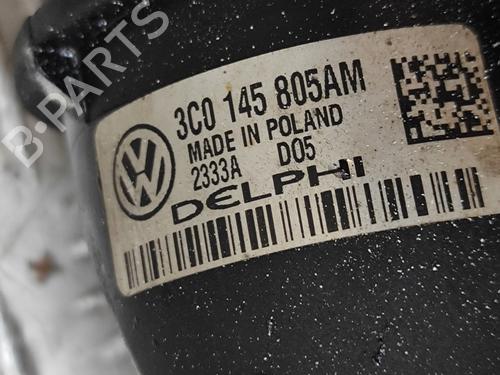 B-PARTS
3C0 145 805AM
MADE IN POLAND
2333A D05
DELPHI